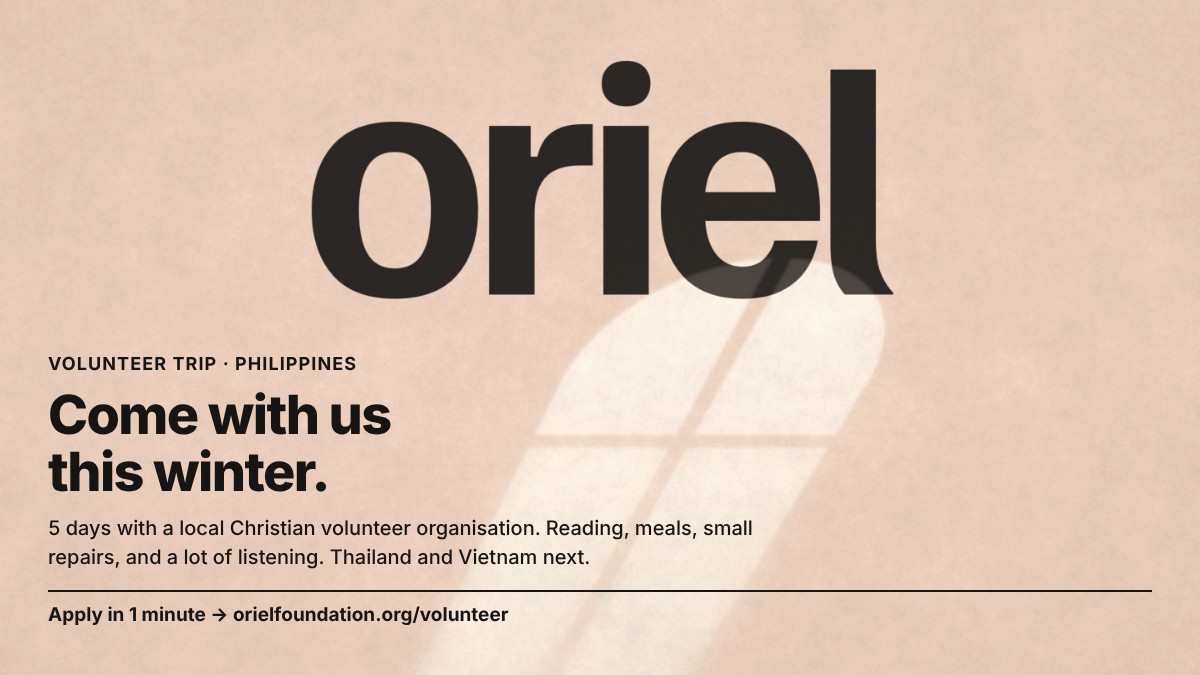 oriel
VOLUNTEER TRIP · PHILIPPINES
Come with us
this winter.
5 days with a local Christian volunteer organisation. Reading, meals, small
repairs, and a lot of listening. Thailand and Vietnam next.
Apply in 1 minute → orielfoundation.org/volunteer